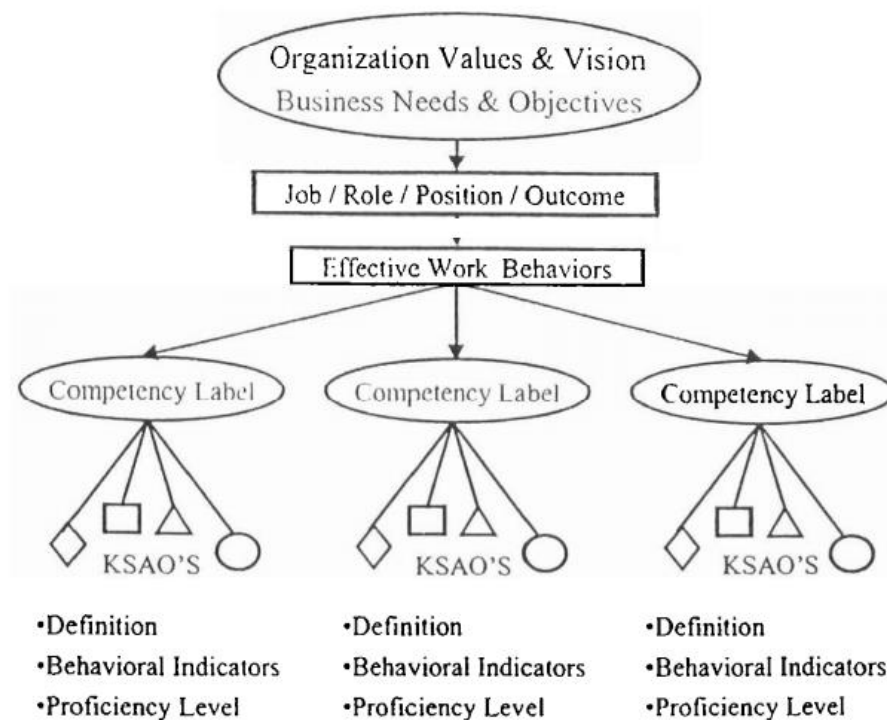 Organization Values & Vision
Business Needs & Objectives
Job / Role / Position / Outcome
Effective Work Behaviors
Competency Label
Competency Label
Competency Label
KSAO'S
KSAO'S
KSAO'S
•Definition
•Behavioral Indicators
•Proficiency Level
•Definition
•Behavioral Indicators
•Proficiency Level
•Definition
•Behavioral Indicators
•Proficiency Level